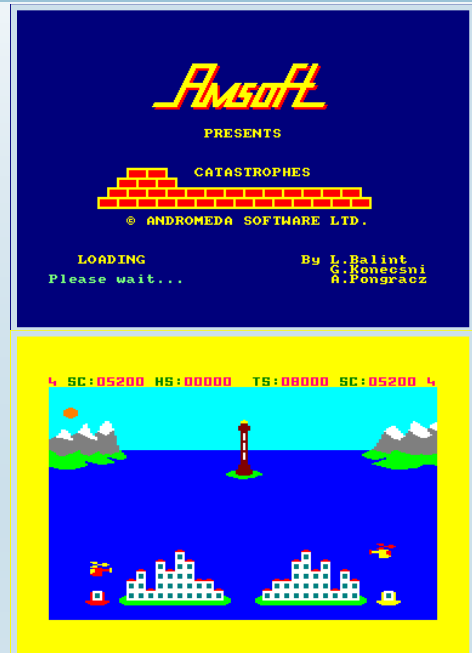 Amsoft
PRESENTS
CATASTROPHES
© ANDROMEDA SOFTWARE LTD.
LOADING
Please wait...
By L.Balint
G.Konecsni
A.Pongracz
4 SC:05200 HS:00000 TS:08000 SC:05200 4